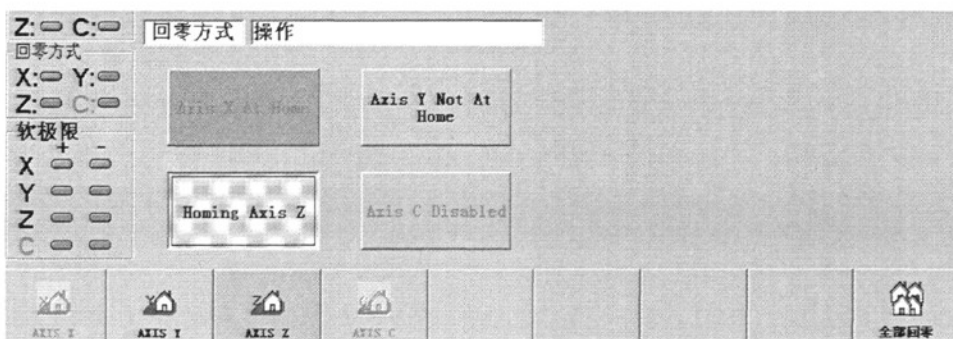 Z: C:
回零方式 操作
回零方式
X: Y:
Z: C:
软极限
+ -
X
Y
Z
C
Axis X At Home
Axis Y Not At
Home
Homing Axis Z
Axis C Disabled
AXIS X
AXIS Y
AXIS Z
AXIS C
全部回零